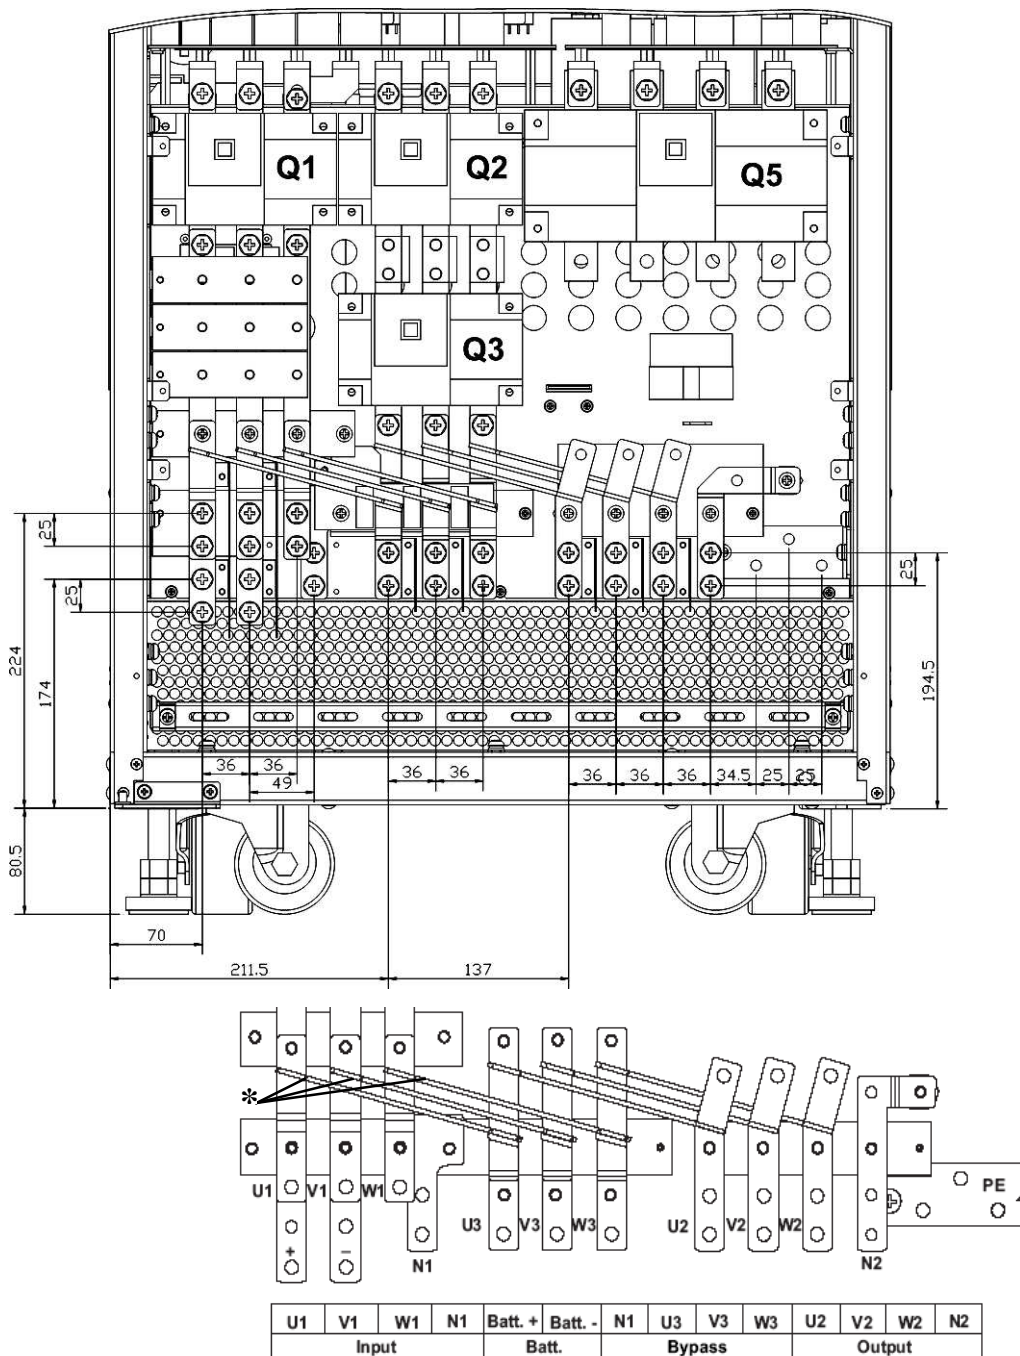 Q1
Q2
Q5
Q3
25
25
224
174
80.5
25
194.5
36
36
49
36
36
36
36
36
34.5
25
25
70
211.5
137
*
U1
V1
W1
N1
+
−
U3
V3
W3
U2
V2
W2
N2
PE
U1 V1 W1 N1 Batt. + Batt. - N1 U3 V3 W3 U2 V2 W2 N2
Input Batt. Bypass Output